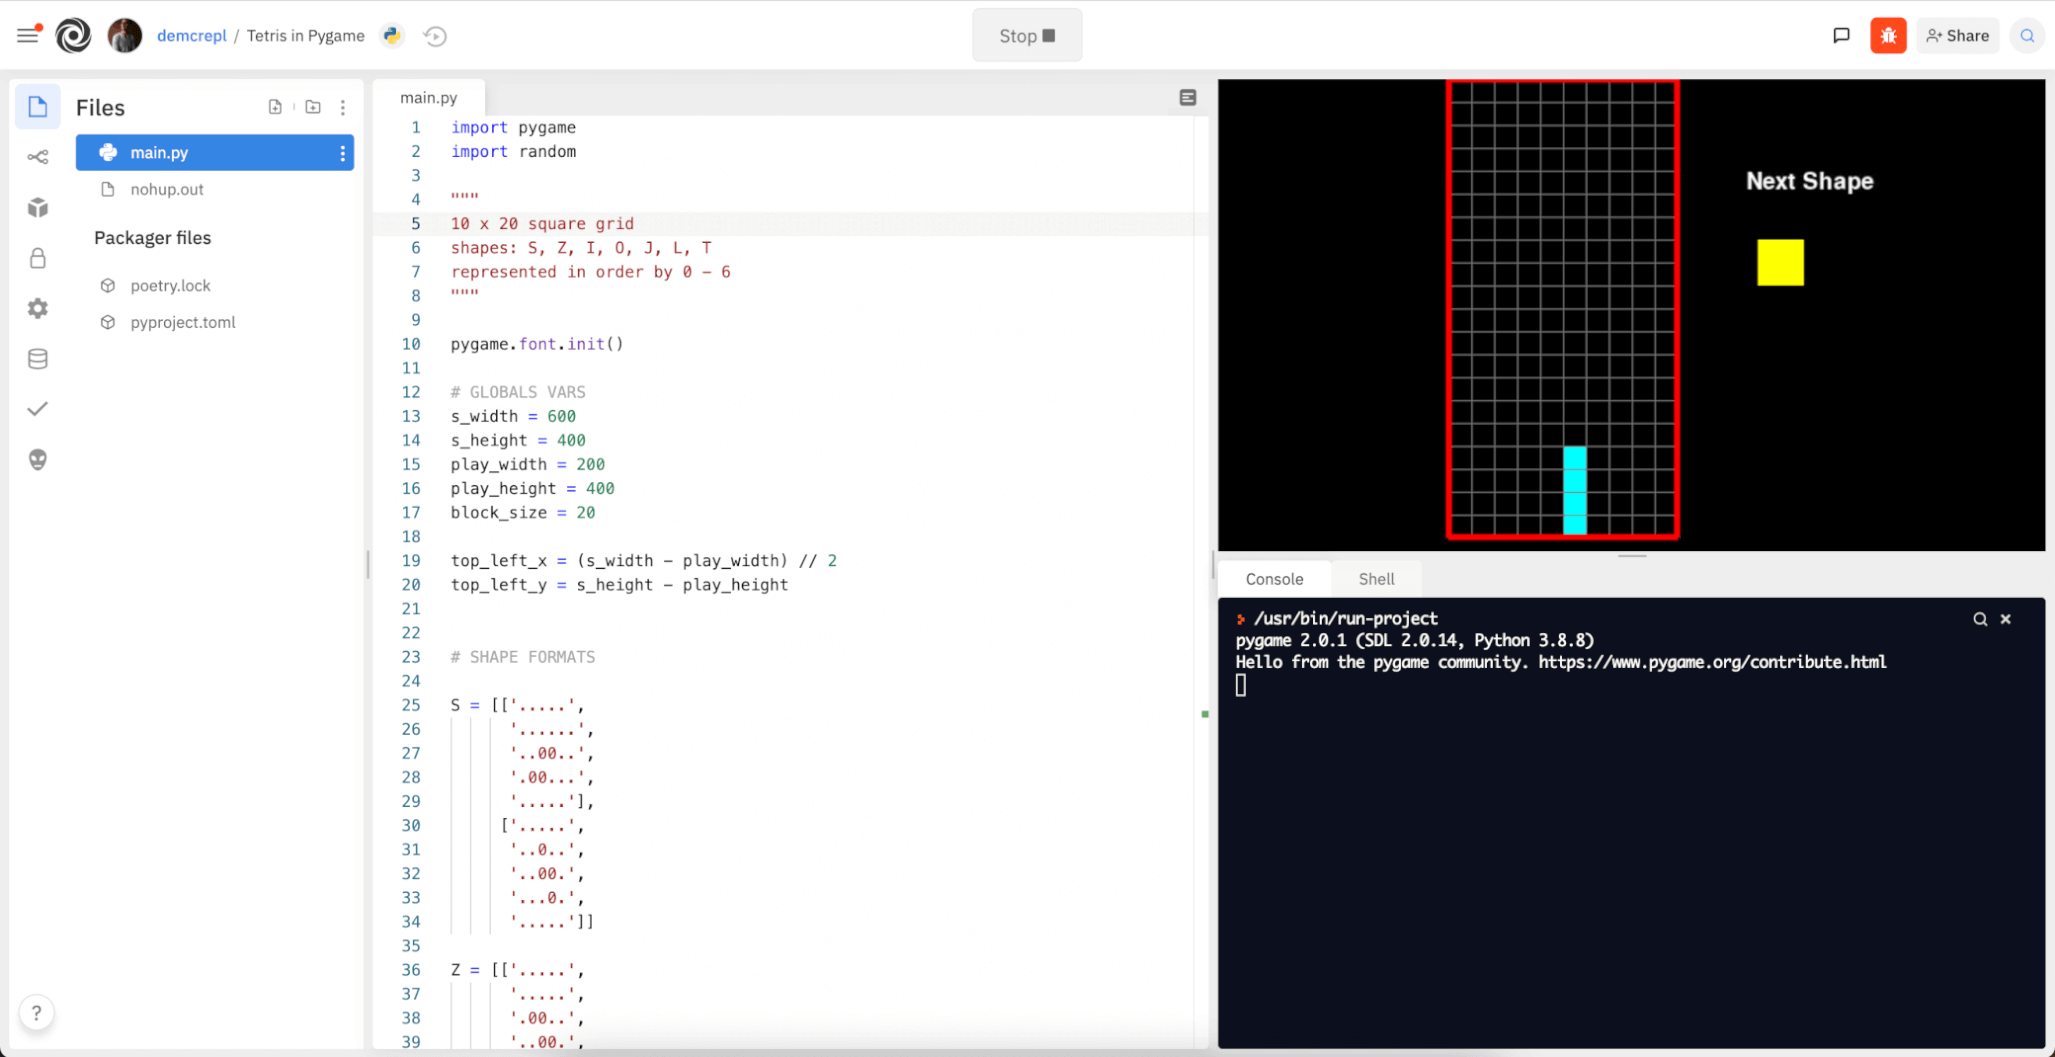 demcrepl / Tetris in Pygame
Stop
Share
Files
main.py
nohup.out
Packager files
poetry.lock
pyproject.toml
?
main.py
1 import pygame
2 import random
3
4 """
5 10 x 20 square grid
6 shapes: S, Z, I, O, J, L, T
7 represented in order by 0 - 6
8 """
9
10 pygame.font.init()
11
12 # GLOBALS VARS
13 s_width = 600
14 s_height = 400
15 play_width = 200
16 play_height = 400
17 block_size = 20
18
19 top_left_x = (s_width - play_width) // 2
20 top_left_y = s_height - play_height
21
22
23 # SHAPE FORMATS
24
25 S = [['.....',
26 '......',
27 '..00..',
28 '.00...',
29 '.....'],
30 ['.....',
31 '..0..',
32 '..00.',
33 '...0.',
34 '.....']]
35
36 Z = [['.....',
37 '.....',
38 '.00..',
39 '..00.',
Next Shape
Console
Shell
/usr/bin/run-project
pygame 2.0.1 (SDL 2.0.14, Python 3.8.8)
Hello from the pygame community. https://www.pygame.org/contribute.html